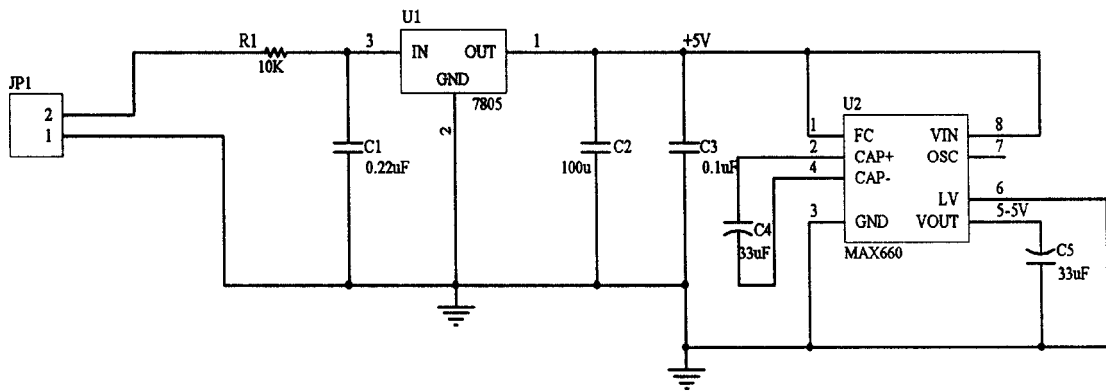 JP1
2
1
R1
10K
C1
0.22uF
U1
3
IN
OUT
1
GND
7805
2
+5V
C2
100u
C3
0.1uF
U2
1
FC
VIN
8
2
CAP+
OSC
7
4
CAP-
LV
6
3
GND
VOUT
5-5V
MAX660
C4
33uF
C5
33uF